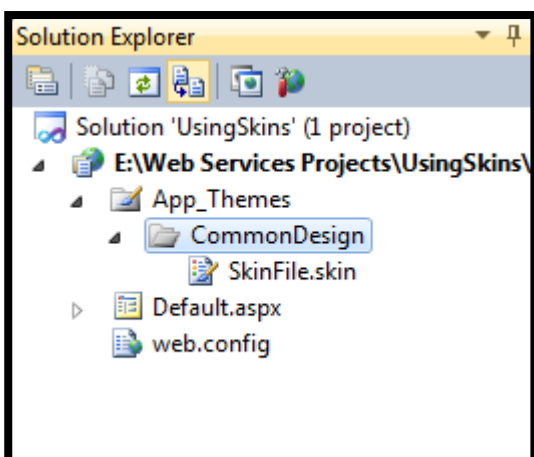 Solution Explorer
Solution 'UsingSkins' (1 project)
E:\Web Services Projects\UsingSkins\
App_Themes
CommonDesign
SkinFile.skin
Default.aspx
web.config